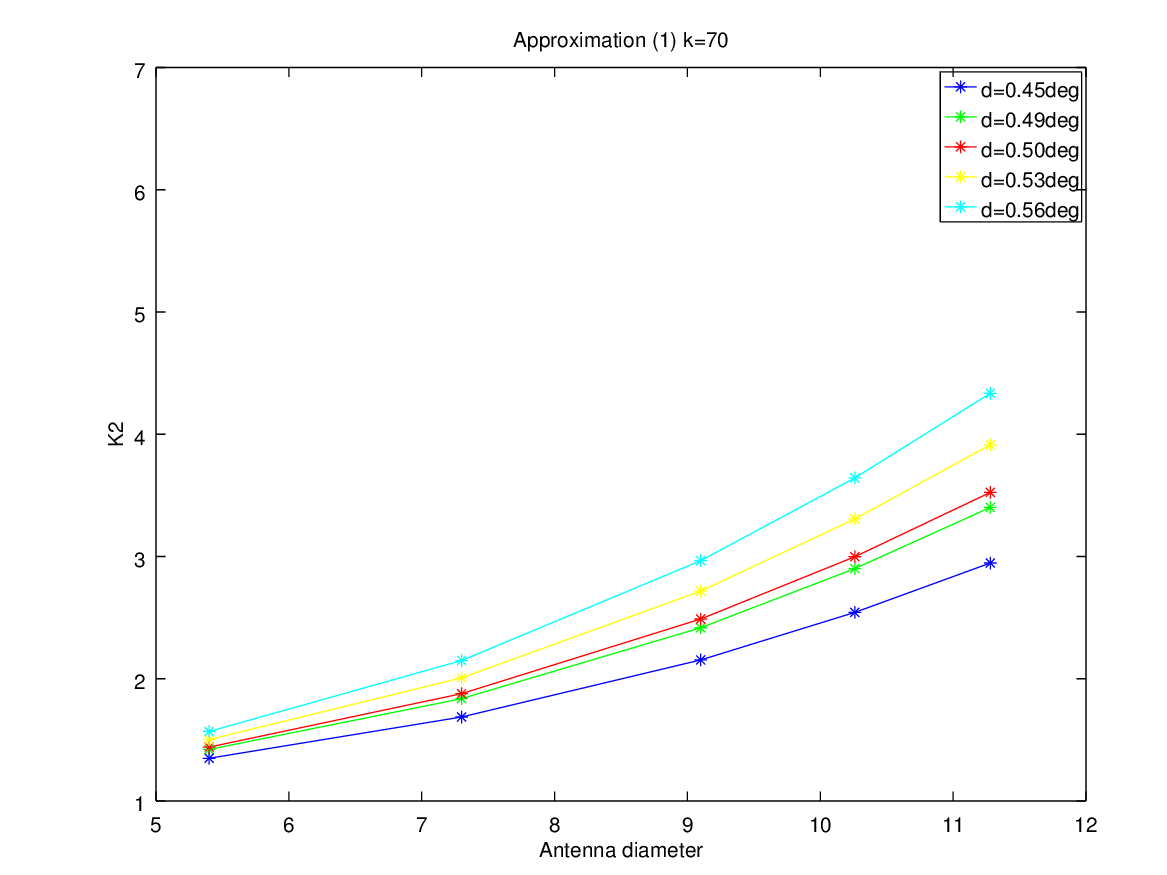 Approximation (1) k=70
7
6
5
4
3
2
1
K2
d=0.45deg
d=0.49deg
d=0.50deg
d=0.53deg
d=0.56deg
5 6 7 8 9 10 11 12
Antenna diameter